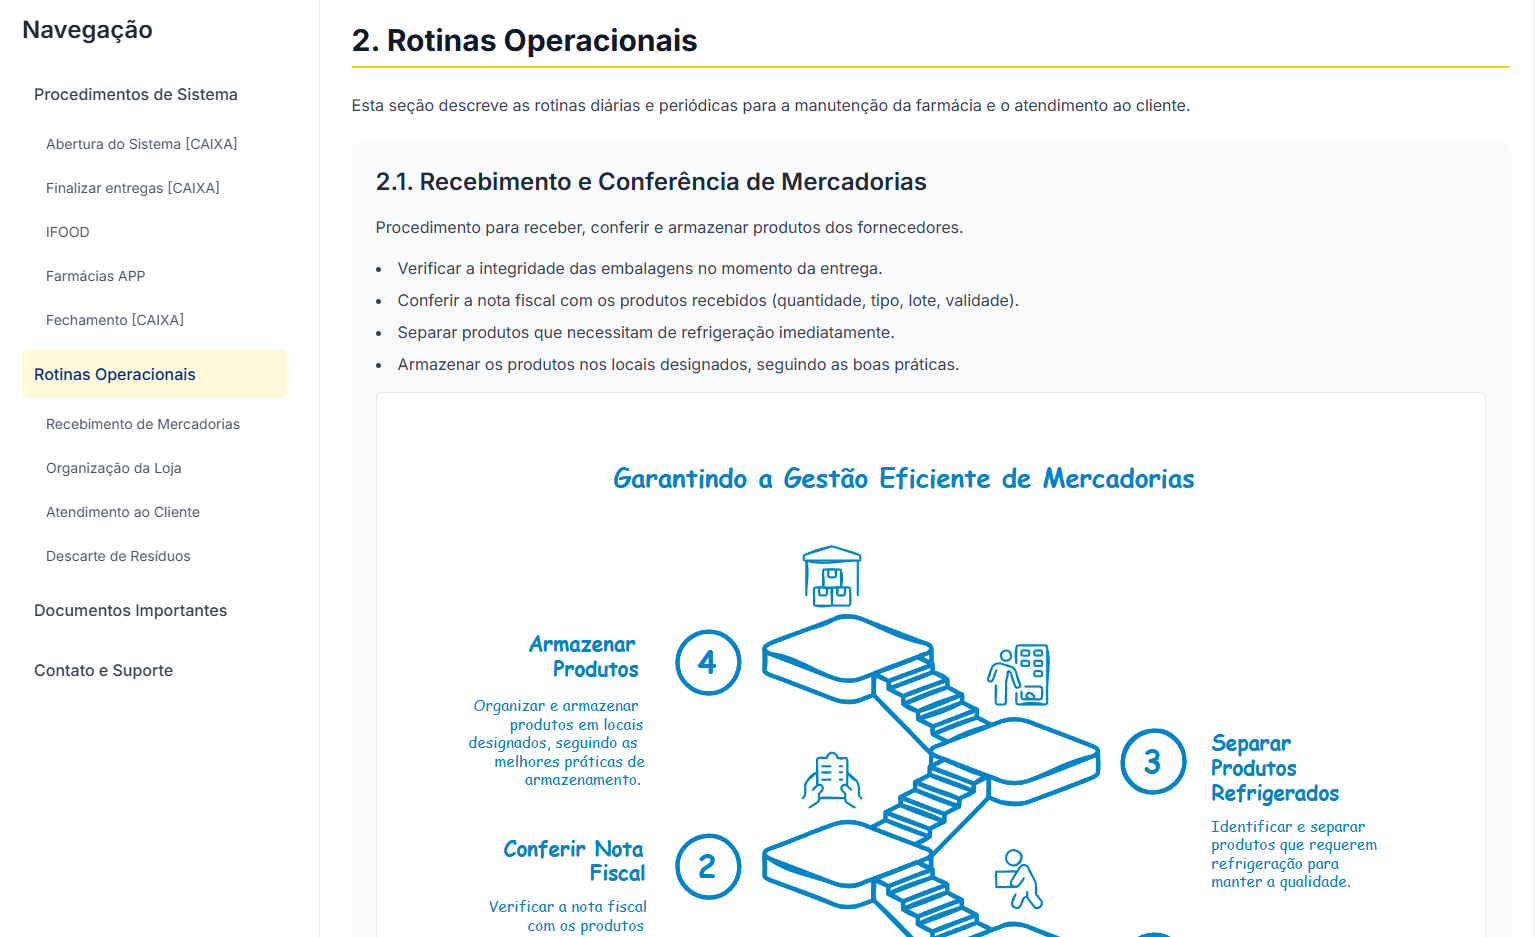 Navegação
Procedimentos de Sistema
Abertura do Sistema [CAIXA]
Finalizar entregas [CAIXA]
IFOOD
Farmácias APP
Fechamento [CAIXA]
Rotinas Operacionais
Recebimento de Mercadorias
Organização da Loja
Atendimento ao Cliente
Descarte de Resíduos
Documentos Importantes
Contato e Suporte
2. Rotinas Operacionais
Esta seção descreve as rotinas diárias e periódicas para a manutenção da farmácia e o atendimento ao cliente.
2.1. Recebimento e Conferência de Mercadorias
Procedimento para receber, conferir e armazenar produtos dos fornecedores.
• Verificar a integridade das embalagens no momento da entrega.
• Conferir a nota fiscal com os produtos recebidos (quantidade, tipo, lote, validade).
• Separar produtos que necessitam de refrigeração imediatamente.
• Armazenar os produtos nos locais designados, seguindo as boas práticas.
Garantindo a Gestão Eficiente de Mercadorias
Armazenar
Produtos
4
Organizar e armazenar
produtos em locais
designados, seguindo as
melhores práticas de
armazenamento.
3
Separar
Produtos
Refrigerados
Identificar e separar
produtos que requerem
refrigeração para
manter a qualidade.
Conferir Nota
Fiscal
2
Verificar a nota fiscal
com os produtos